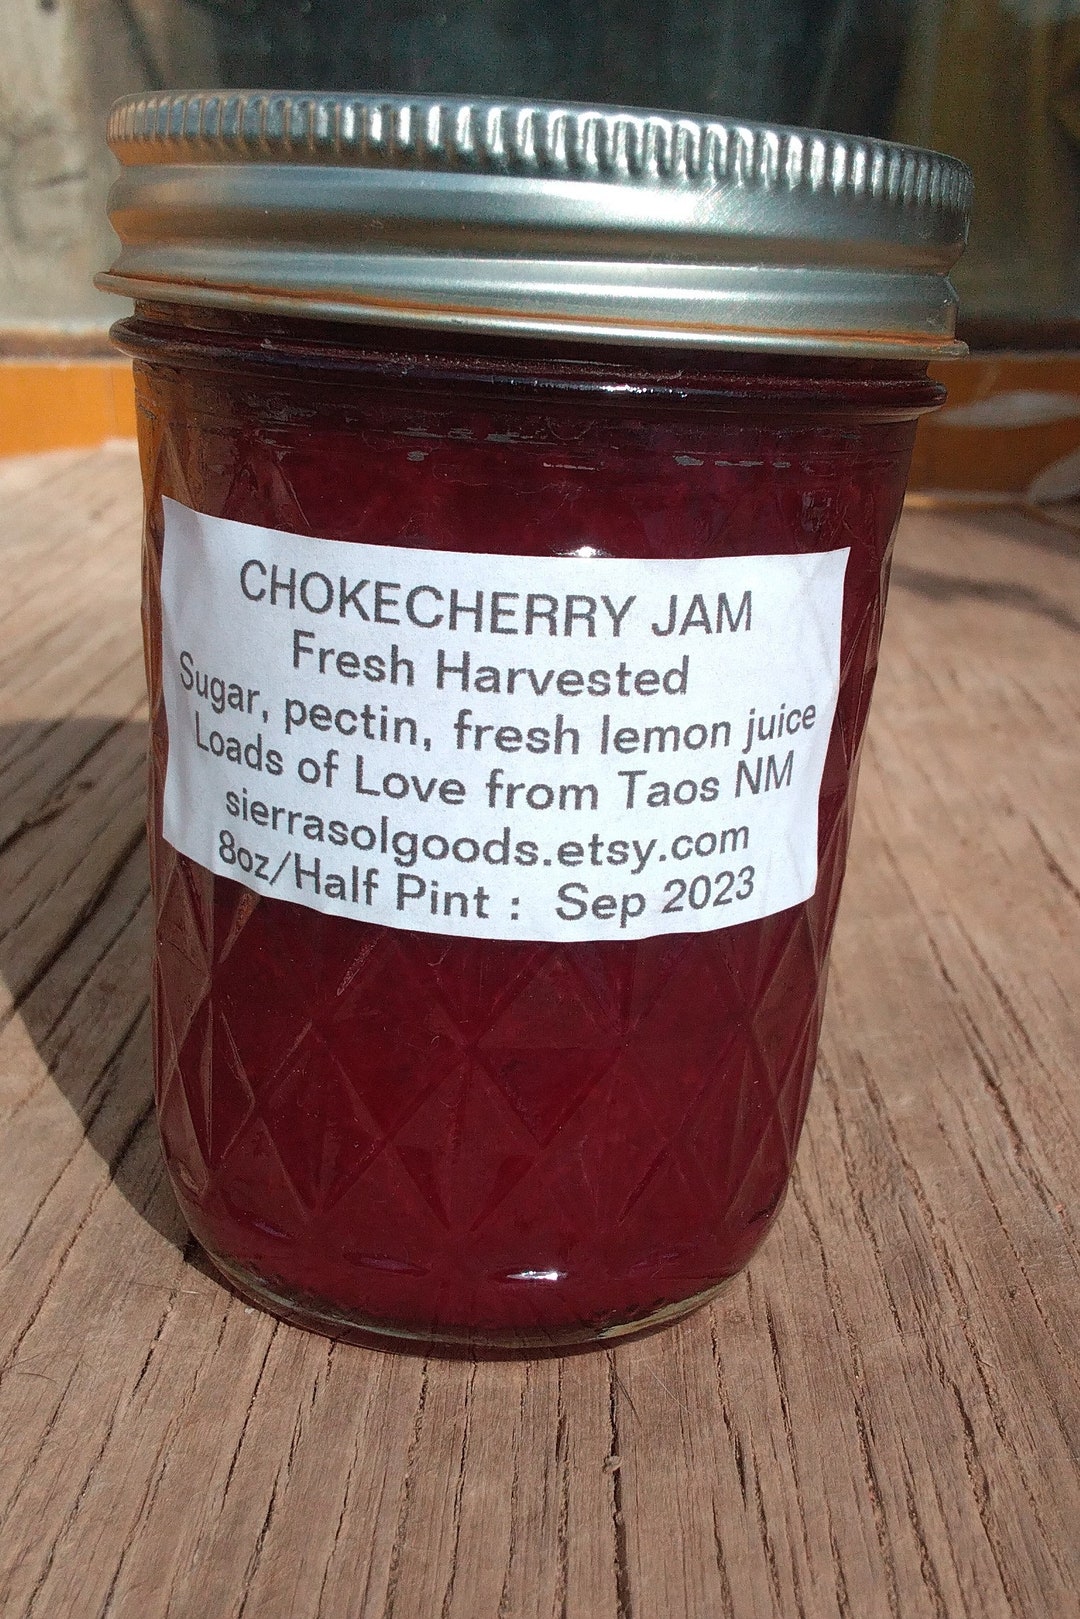 CHOKECHERRY JAM
Fresh Harvested
Sugar, pectin, fresh lemon juice
Loads of Love from Taos NM
sierrasolgoods.etsy.com
8oz/Half Pint : Sep 2023